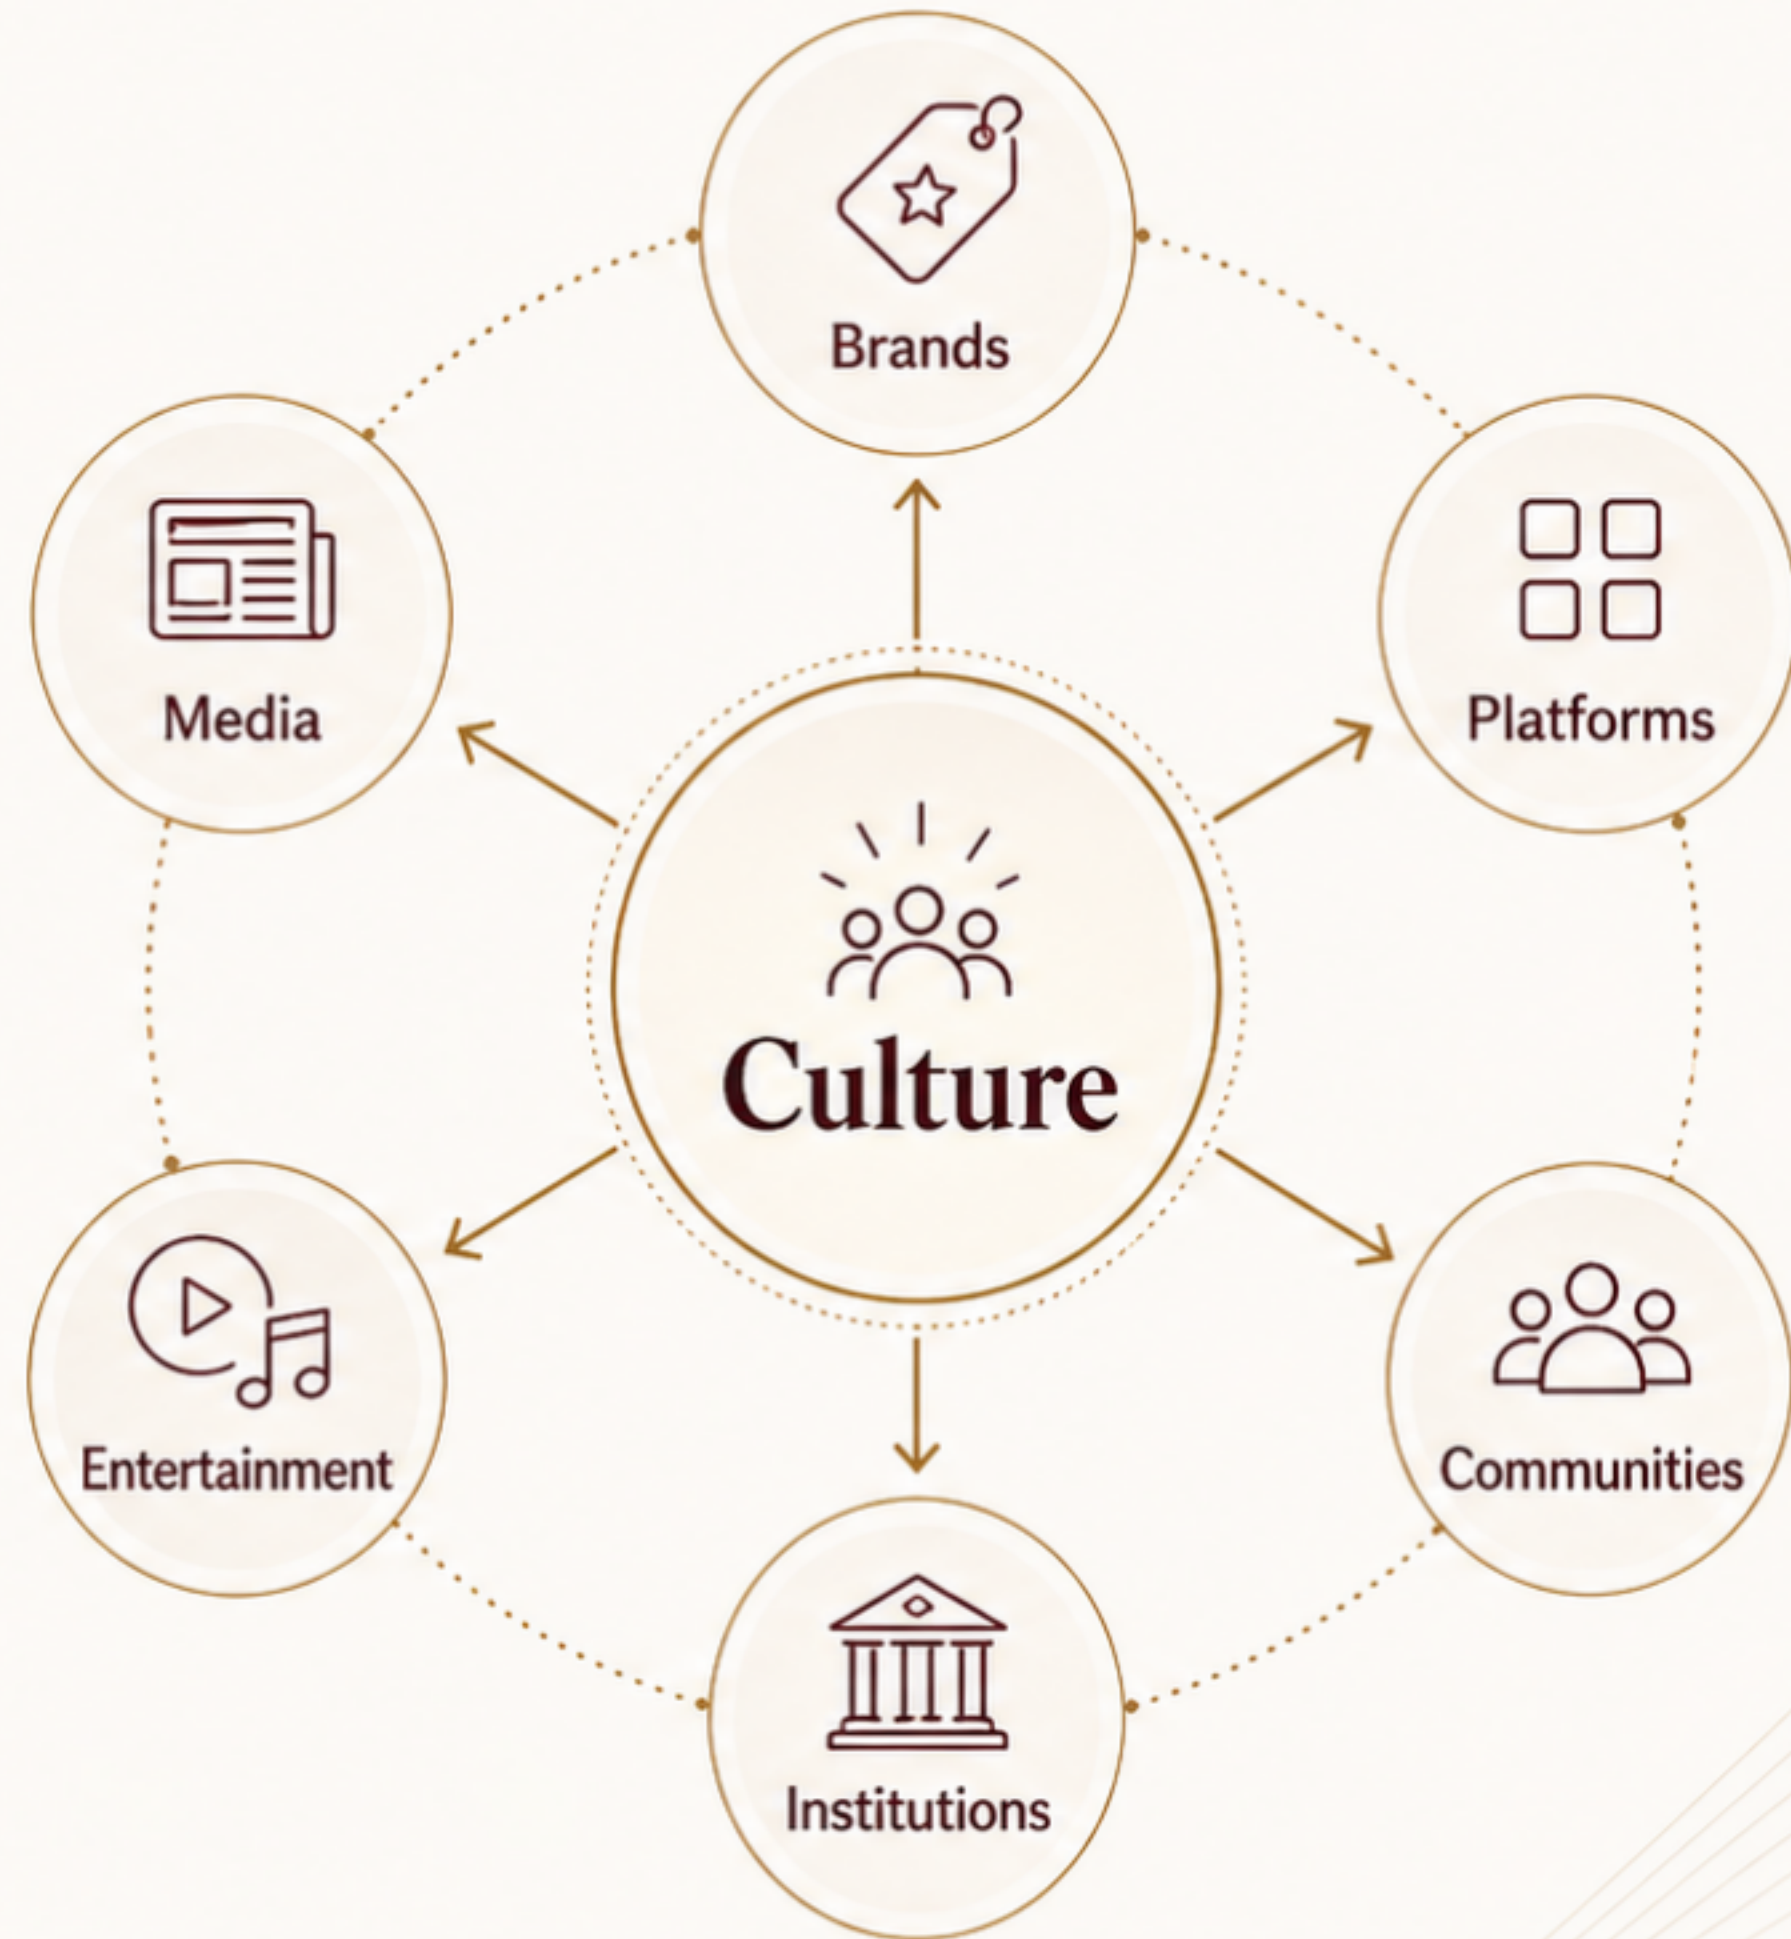 Brands
Media
Platforms
Culture
Entertainment
Communities
Institutions